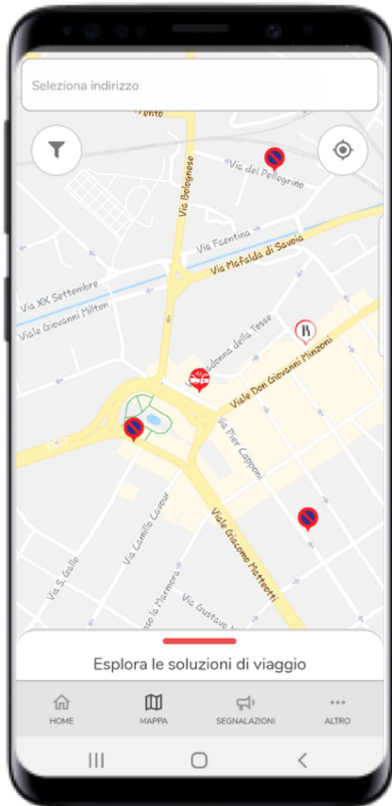 Seleziona indirizzo
Via Bolognese
Via del Pellegrino
Via Faentina
Via Mafalda di Savoia
Via XX Settembre
Viale Giovanni Milton
Viale Don Giovanni Minzoni
Via Pier Capponi
Via Camillo Cavour
Viale Giacomo Matteotti
Via S. Gallo
Via Gustavo
Esplora le soluzioni di viaggio
HOME
MAPPA
SEGNALAZIONI
ALTRO